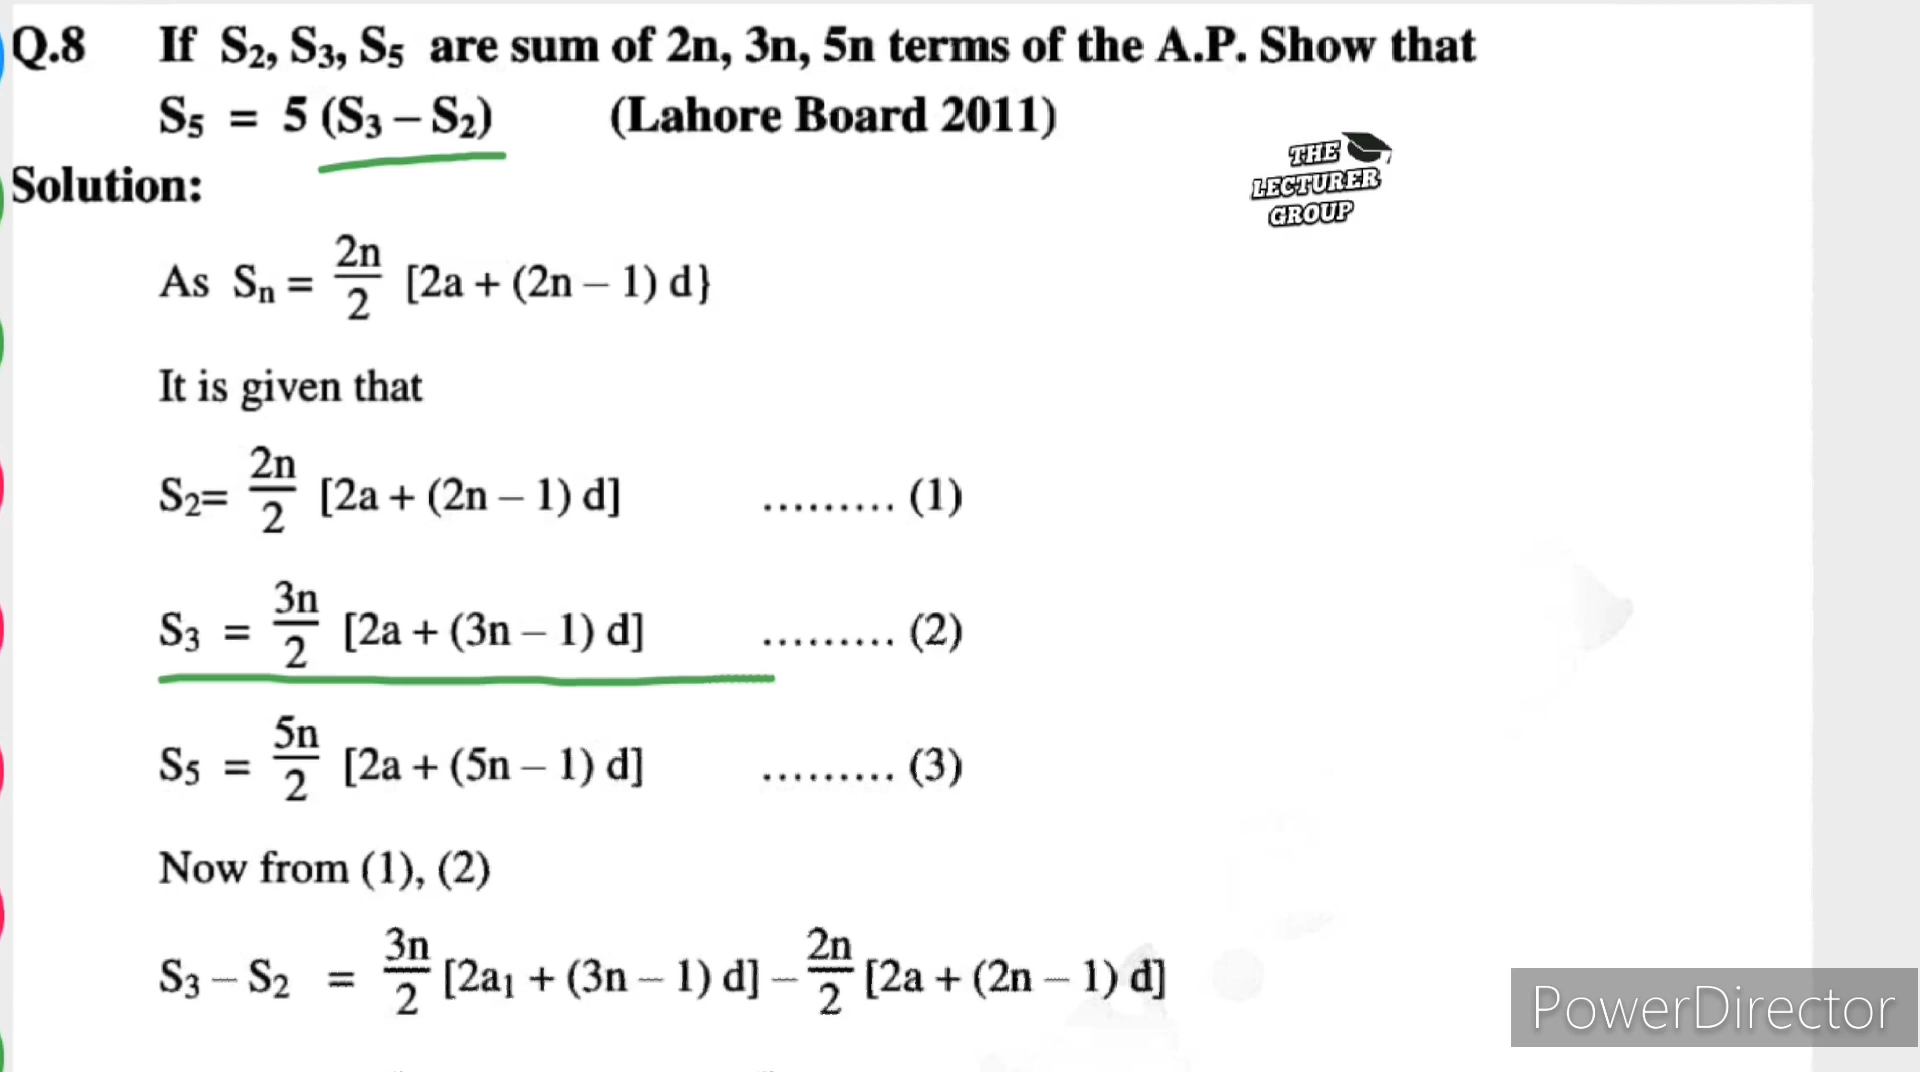 Q.8 If S₂, S₃, S₅ are sum of 2n, 3n, 5n terms of the A.P. Show that
S₅ = 5 (S₃ – S₂) (Lahore Board 2011)
THE
LECTURER
GROUP
Solution:
As Sₙ = 2n/2 [2a + (2n – 1) d}
It is given that
S₂= 2n/2 [2a + (2n – 1) d] ......... (1)
S₃ = 3n/2 [2a + (3n – 1) d] ......... (2)
S₅ = 5n/2 [2a + (5n – 1) d] ......... (3)
Now from (1), (2)
S₃ – S₂ = 3n/2 [2a₁ + (3n – 1) d] – 2n/2 [2a + (2n – 1) d]
PowerDirector